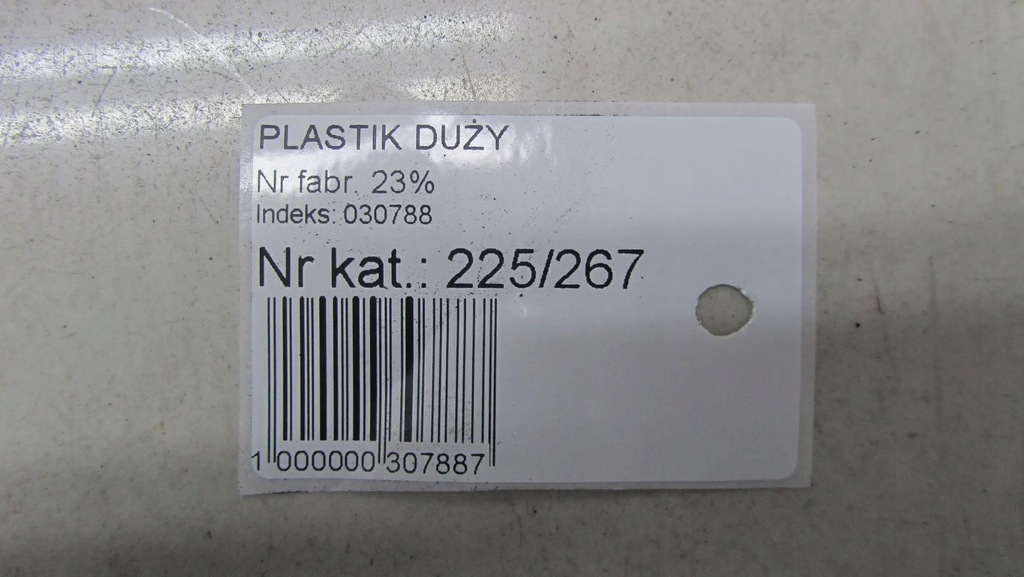 PLASTIK DUŻY
Nr fabr. 23%
Indeks: 030788
Nr kat.: 225/267
1 000000 307887